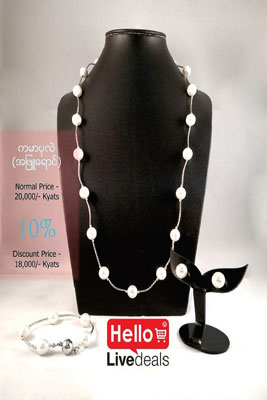 ကမာပုလဲ
(အဖြူရောင်)
Normal Price -
20,000/- Kyats
10%
Discount Price -
18,000/- Kyats
Hello
Livedeals